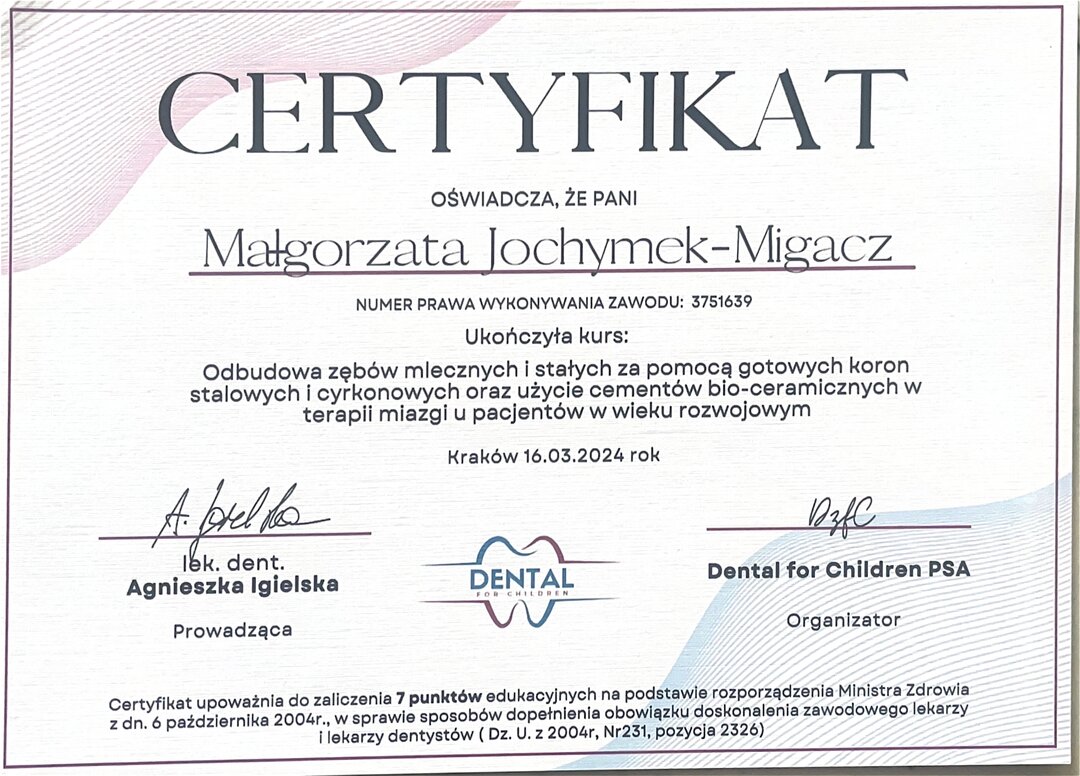 CERTYFIKAT
OŚWIADCZA, ŻE PANI
Małgorzata Jochymek-Migacz
NUMER PRAWA WYKONYWANIA ZAWODU: 3751639
Ukończyła kurs:
Odbudowa zębów mlecznych i stałych za pomocą gotowych koron
stalowych i cyrkonowych oraz użycie cementów bio-ceramicznych w
terapii miazgi u pacjentów w wieku rozwojowym
Kraków 16.03.2024 rok
lek. dent.
Agnieszka Igielska
Prowadząca
DENTAL
FOR CHILDREN
Dental for Children PSA
Organizator
Certyfikat upoważnia do zaliczenia 7 punktów edukacyjnych na podstawie rozporządzenia Ministra Zdrowia
z dn. 6 października 2004r., w sprawie sposobów dopełnienia obowiązku doskonalenia zawodowego lekarzy
i lekarzy dentystów ( Dz. U. z 2004r, Nr231, pozycja 2326)